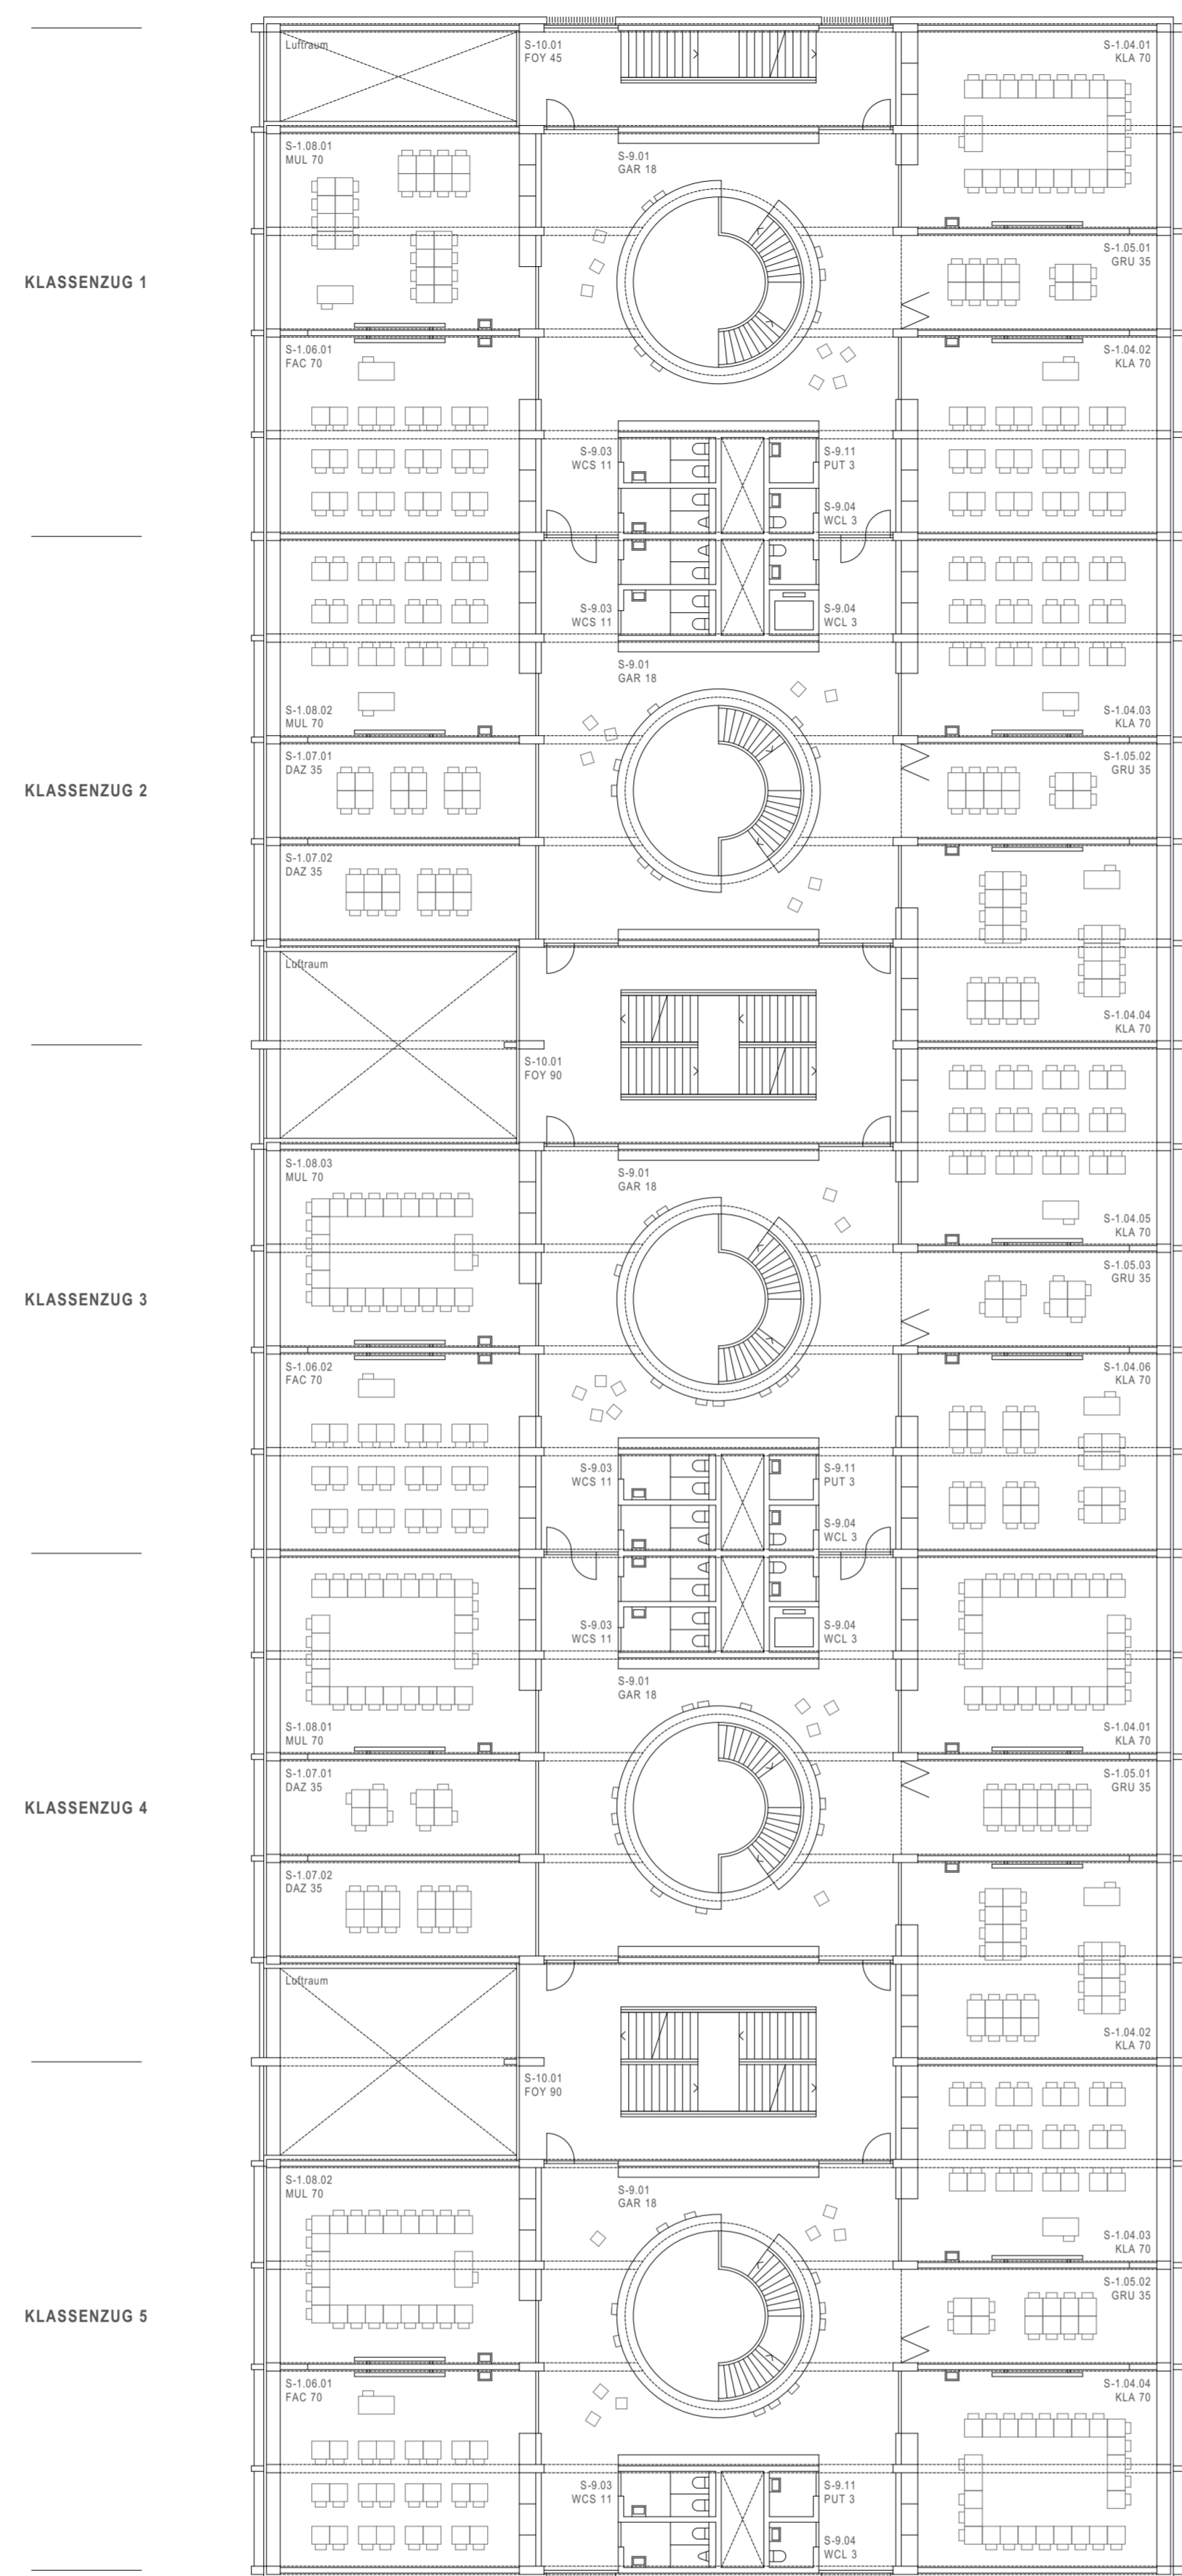 Luftraum
S-10.01
FOY 45
S-1.04.01
KLA 70
S-1.08.01
MUL 70
S-9.01
GAR 18
KLASSENZUG 1
S-1.05.01
GRU 35
S-1.06.01
FAC 70
S-1.04.02
KLA 70
S-9.03
WCS 11
S-9.11
PUT 3
S-9.04
WCL 3
S-9.03
WCS 11
S-9.04
WCL 3
S-9.01
GAR 18
S-1.08.02
MUL 70
S-1.04.03
KLA 70
KLASSENZUG 2
S-1.07.01
DAZ 35
S-1.05.02
GRU 35
S-1.07.02
DAZ 35
Luftraum
S-1.04.04
KLA 70
S-10.01
FOY 90
S-1.08.03
MUL 70
S-9.01
GAR 18
S-1.04.05
KLA 70
KLASSENZUG 3
S-1.05.03
GRU 35
S-1.06.02
FAC 70
S-1.04.06
KLA 70
S-9.03
WCS 11
S-9.11
PUT 3
S-9.04
WCL 3
S-9.03
WCS 11
S-9.04
WCL 3
S-9.01
GAR 18
S-1.08.01
MUL 70
S-1.04.01
KLA 70
KLASSENZUG 4
S-1.07.01
DAZ 35
S-1.05.01
GRU 35
S-1.07.02
DAZ 35
Luftraum
S-1.04.02
KLA 70
S-10.01
FOY 90
S-1.08.02
MUL 70
S-9.01
GAR 18
S-1.04.03
KLA 70
KLASSENZUG 5
S-1.05.02
GRU 35
S-1.06.01
FAC 70
S-1.04.04
KLA 70
S-9.03
WCS 11
S-9.11
PUT 3
S-9.04
WCL 3